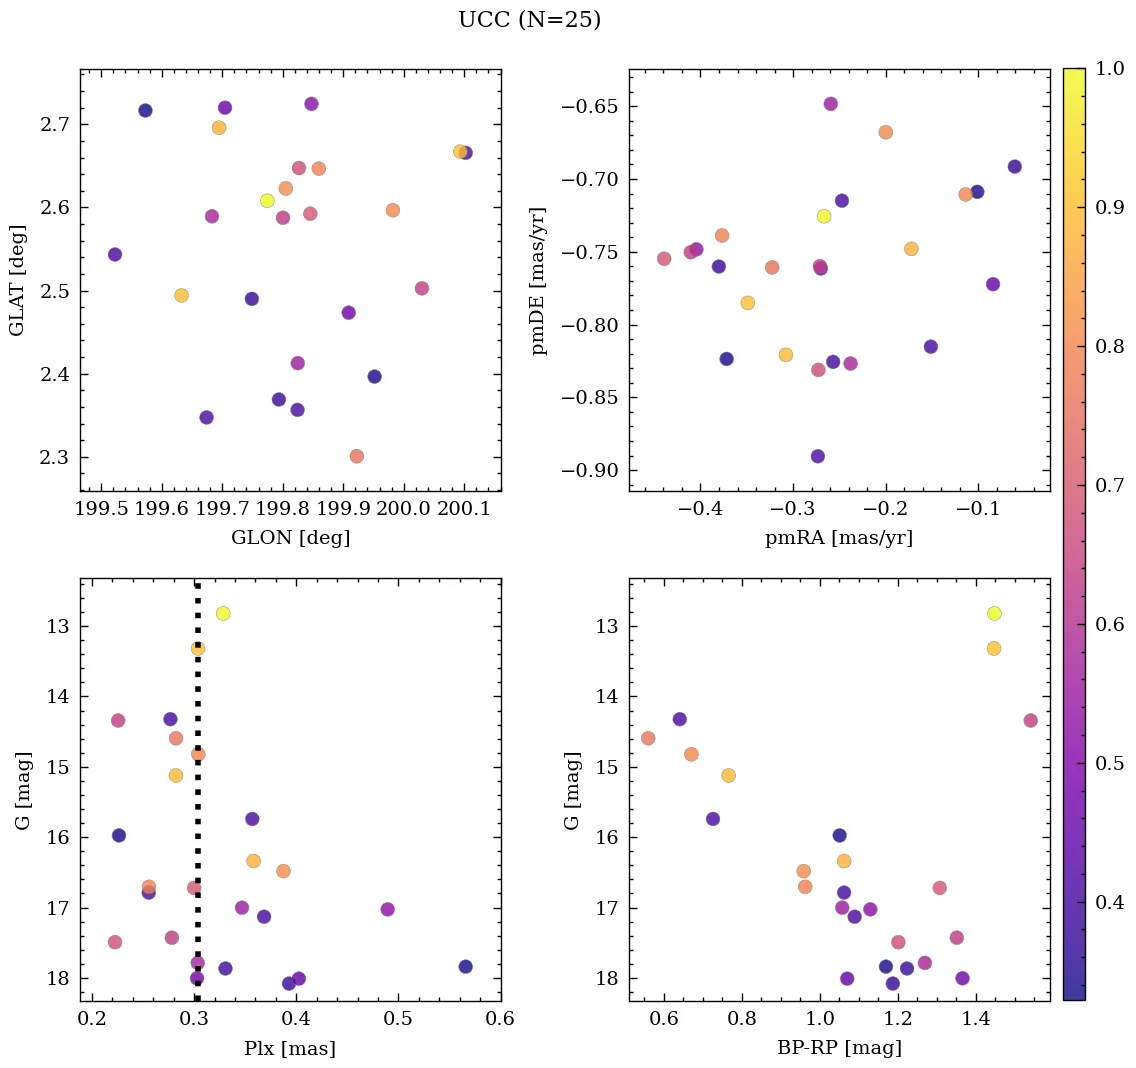 UCC (N=25)
2.7
2.6
2.5
2.4
2.3
GLAT [deg]
199.5 199.6 199.7 199.8 199.9 200.0 200.1
GLON [deg]
−0.65
−0.70
−0.75
−0.80
−0.85
−0.90
pmDE [mas/yr]
−0.4 −0.3 −0.2 −0.1
pmRA [mas/yr]
13
14
15
16
17
18
G [mag]
0.2 0.3 0.4 0.5 0.6
Plx [mas]
13
14
15
16
17
18
G [mag]
0.6 0.8 1.0 1.2 1.4
BP-RP [mag]
1.0
0.9
0.8
0.7
0.6
0.5
0.4